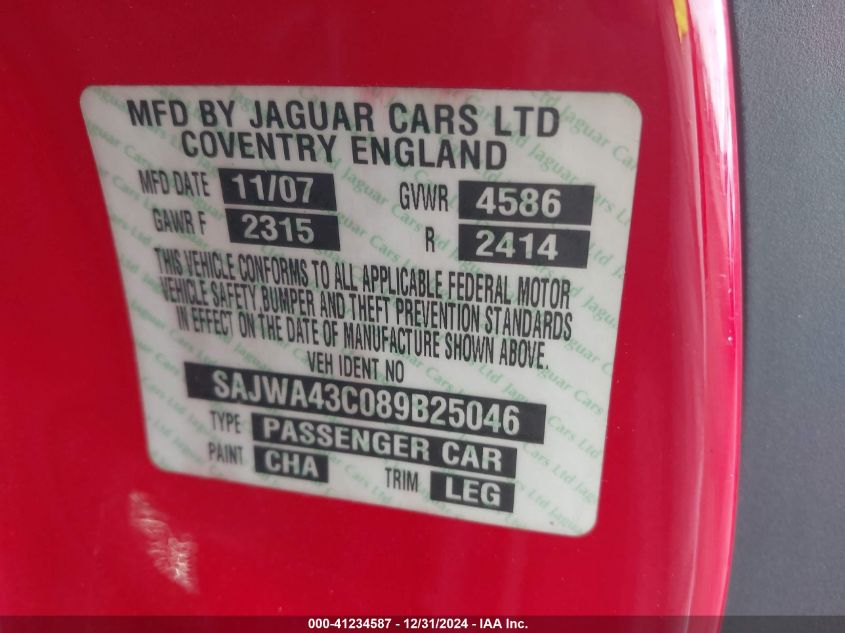 MFD BY JAGUAR CARS LTD
COVENTRY ENGLAND
MFD DATE 11/07 GVWR 4586
GAWR F 2315 R 2414
THIS VEHICLE CONFORMS TO ALL APPLICABLE FEDERAL MOTOR
VEHICLE SAFETY BUMPER AND THEFT PREVENTION STANDARDS
IN EFFECT ON THE DATE OF MANUFACTURE SHOWN ABOVE.
VEH IDENT NO
SAJWA43C089B25046
TYPE PASSENGER CAR
PAINT CHA TRIM LEG
000-41234587 - 12/31/2024 - IAA Inc.